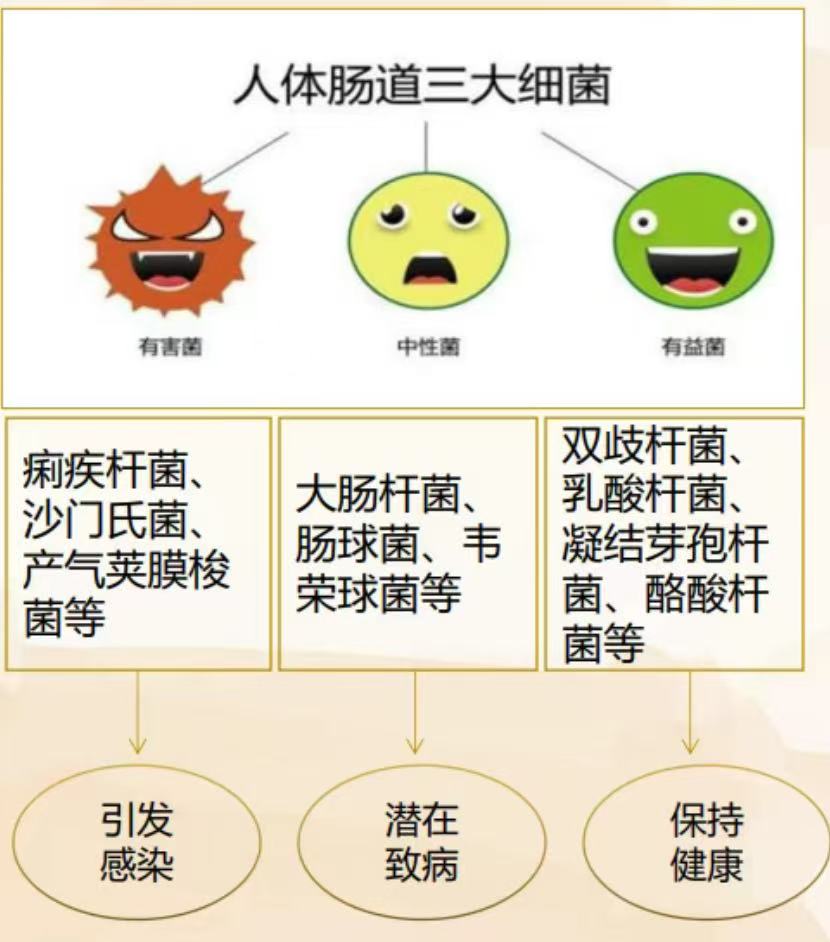 人体肠道三大细菌
有害菌
中性菌
有益菌
痢疾杆菌、
沙门氏菌、
产气荚膜梭
菌等
大肠杆菌、
肠球菌、韦
荣球菌等
双歧杆菌、
乳酸杆菌、
凝结芽孢杆
菌、酪酸杆
菌等
引发
感染
潜在
致病
保持
健康